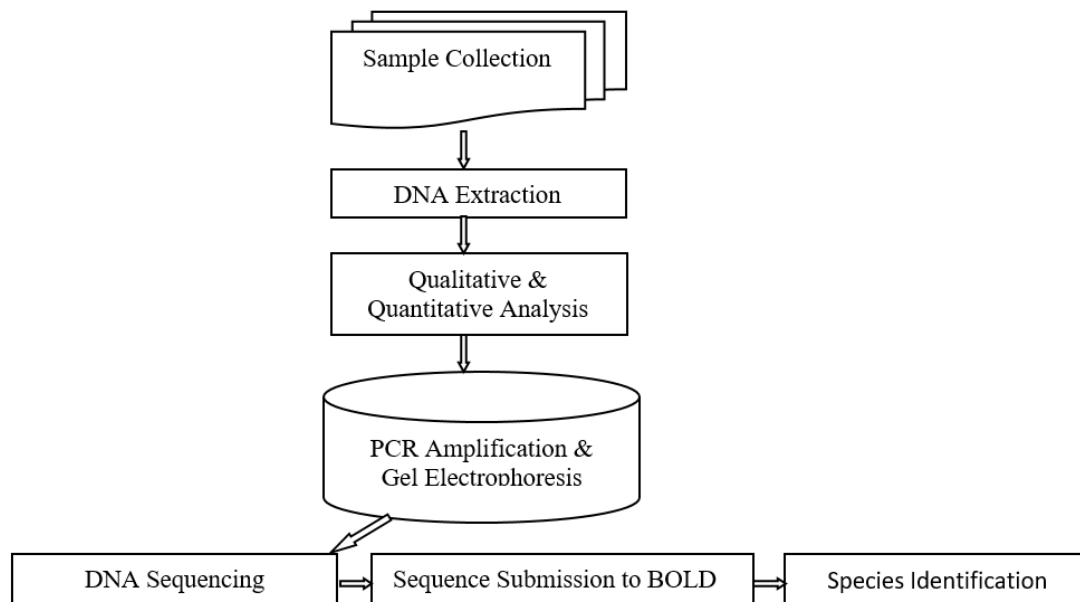 Sample Collection
DNA Extraction
Qualitative &
Quantitative Analysis
PCR Amplification &
Gel Electrophoresis
DNA Sequencing
Sequence Submission to BOLD
Species Identification